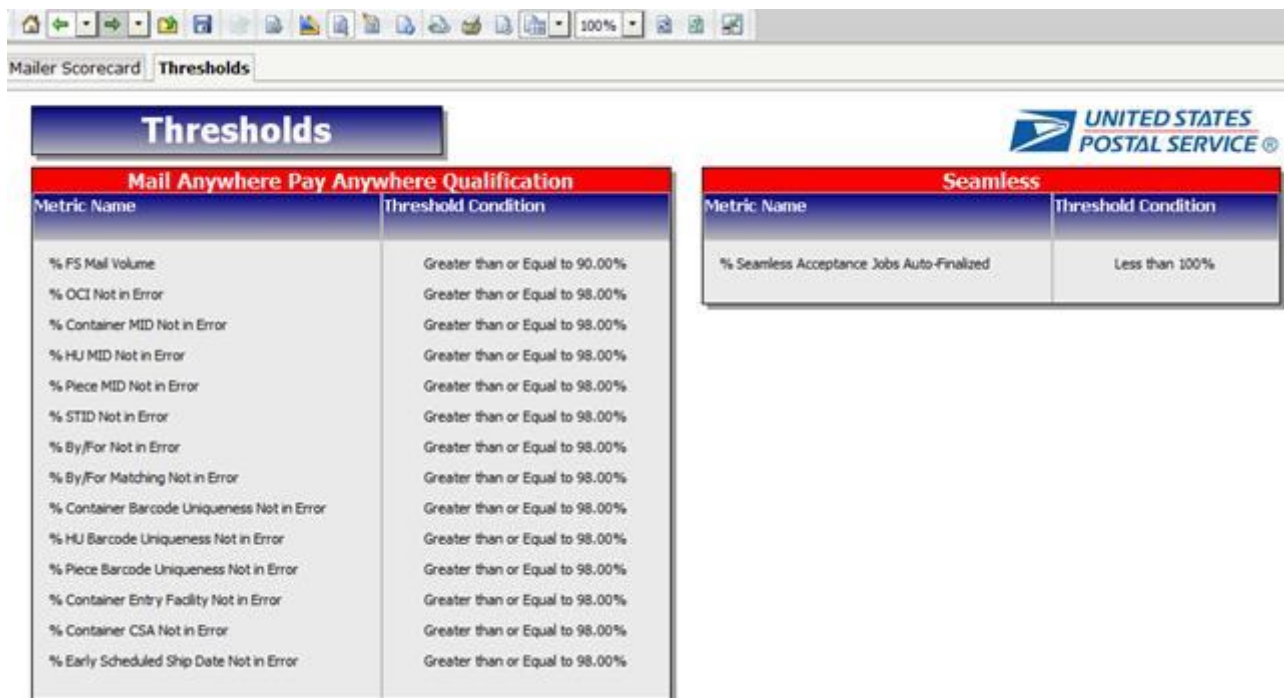 100%
Mailer Scorecard Thresholds
Thresholds
UNITED STATES
POSTAL SERVICE ®
Mail Anywhere Pay Anywhere Qualification
Metric Name Threshold Condition
% FS Mail Volume Greater than or Equal to 90.00%
% OCI Not in Error Greater than or Equal to 98.00%
% Container MID Not in Error Greater than or Equal to 98.00%
% HU MID Not in Error Greater than or Equal to 98.00%
% Piece MID Not in Error Greater than or Equal to 98.00%
% STID Not in Error Greater than or Equal to 98.00%
% By/For Not in Error Greater than or Equal to 98.00%
% By/For Matching Not in Error Greater than or Equal to 98.00%
% Container Barcode Uniqueness Not in Error Greater than or Equal to 98.00%
% HU Barcode Uniqueness Not in Error Greater than or Equal to 98.00%
% Piece Barcode Uniqueness Not in Error Greater than or Equal to 98.00%
% Container Entry Facility Not in Error Greater than or Equal to 98.00%
% Container CSA Not in Error Greater than or Equal to 98.00%
% Early Scheduled Ship Date Not in Error Greater than or Equal to 98.00%
Seamless
Metric Name Threshold Condition
% Seamless Acceptance Jobs Auto-Finalized Less than 100%